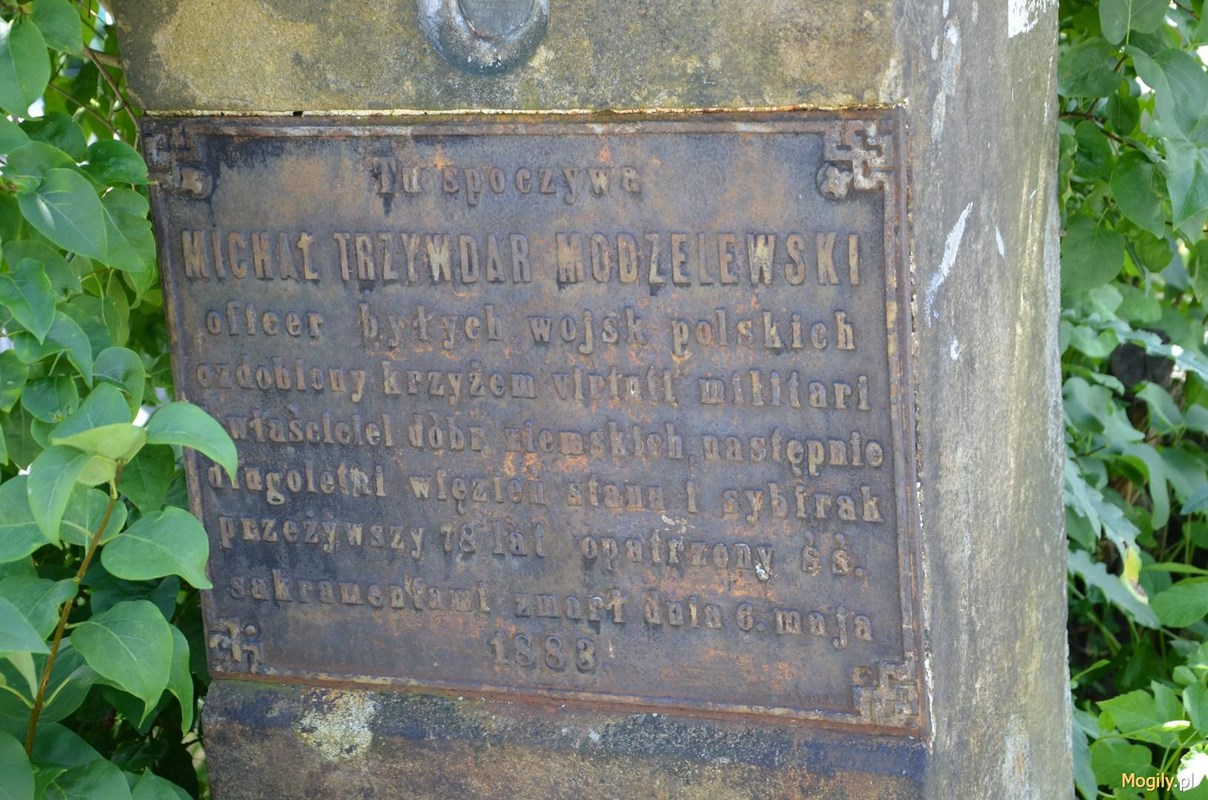 Tu spoczywa
MICHAŁ TRZYWDAR MODZELEWSKI
oficer byłych wojsk polskich
ozdobiony krzyżem virtuti militari
właściciel dóbr ziemskich, następnie
długoletni więzień stanu i sybirak
przeżywszy 78 lat opatrzony ŚŚ.
sakramentami zmarł dnia 6. maja
1883.
Mogily.pl